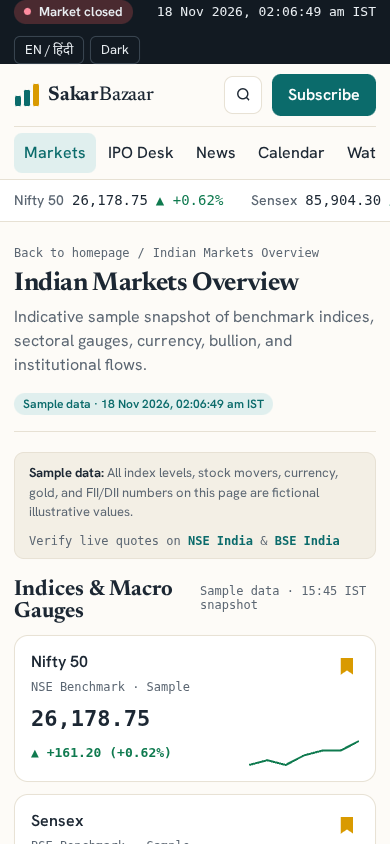 Market closed
18 Nov 2026, 02:06:49 am IST
EN / हिंदी
Dark
SakarBazaar
Subscribe
Markets
IPO Desk
News
Calendar
Wat
Nifty 50 26,178.75 ▲ +0.62%
Sensex 85,904.30
Back to homepage / Indian Markets Overview
Indian Markets Overview
Indicative sample snapshot of benchmark indices,
sectoral gauges, currency, bullion, and
institutional flows.
Sample data · 18 Nov 2026, 02:06:49 am IST
Sample data: All index levels, stock movers, currency,
gold, and FII/DII numbers on this page are fictional
illustrative values.
Verify live quotes on NSE India & BSE India
Indices & Macro
Gauges
Sample data · 15:45 IST
snapshot
Nifty 50
NSE Benchmark · Sample
26,178.75
▲ +161.20 (+0.62%)
Sensex
BSE Benchmark · Sample